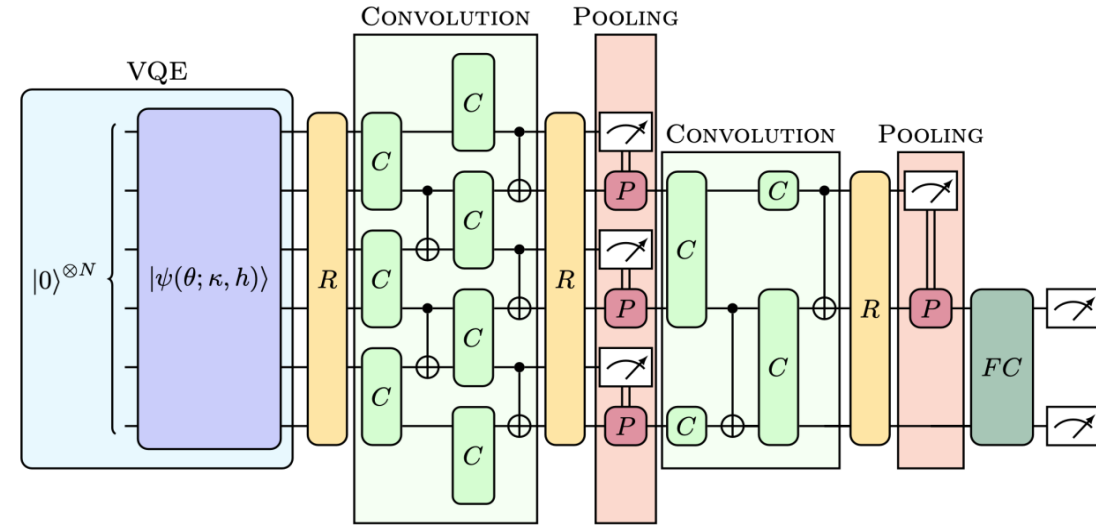 CONVOLUTION
POOLING
VQE
CONVOLUTION
POOLING
|0⟩^{⊗N}
|ψ(θ; κ, h)⟩
R
C
C
C
C
C
C
C
R
P
P
P
C
C
C
C
R
P
FC